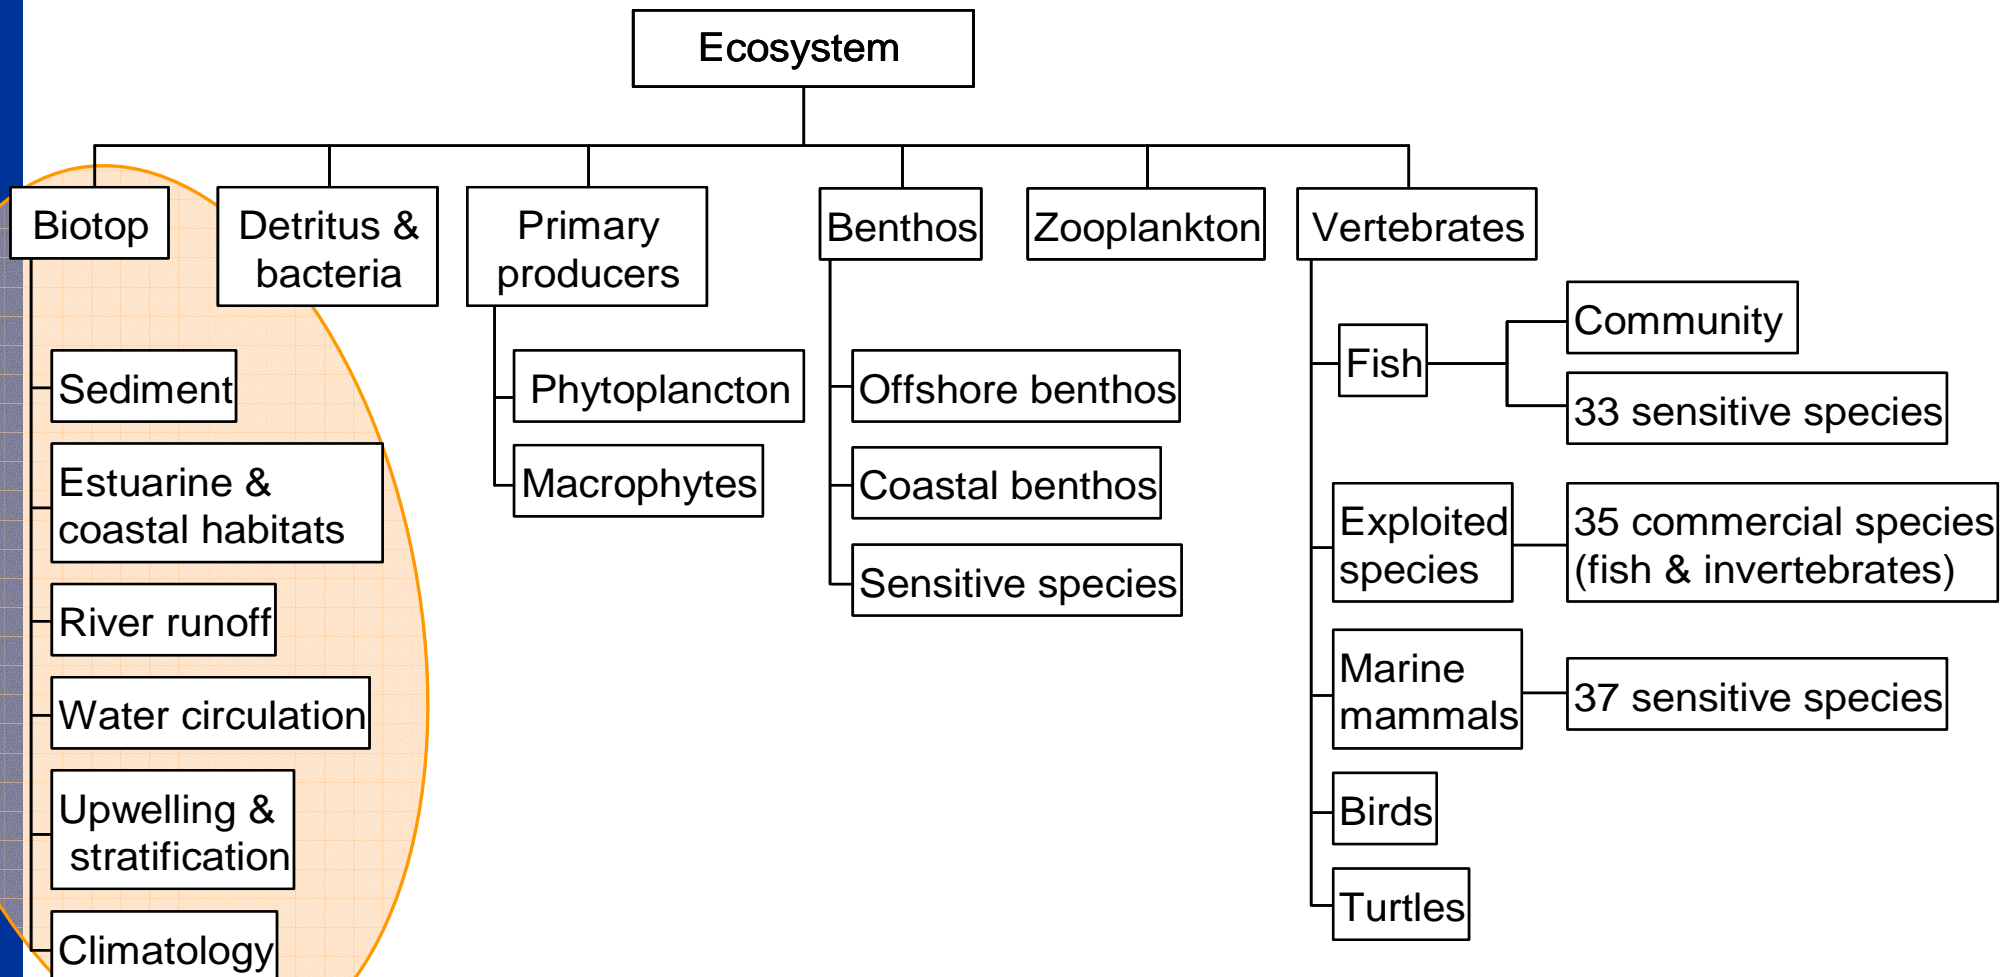 Ecosystem
Biotop
Detritus &
bacteria
Primary
producers
Benthos
Zooplankton
Vertebrates
Sediment
Estuarine &
coastal habitats
River runoff
Water circulation
Upwelling &
stratification
Climatology
Phytoplancton
Macrophytes
Offshore benthos
Coastal benthos
Sensitive species
Fish
Community
33 sensitive species
Exploited
species
35 commercial species
(fish & invertebrates)
Marine
mammals
37 sensitive species
Birds
Turtles